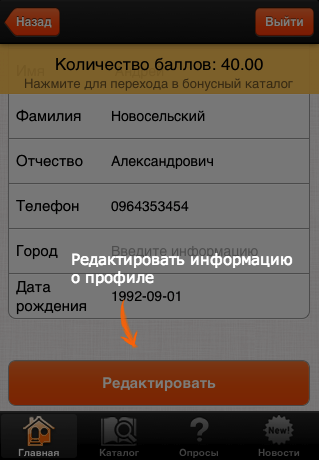 Назад
Выйти
Количество баллов: 40.00
Нажмите для перехода в бонусный каталог
Имя Андрей
Фамилия Новосельский
Отчество Александрович
Телефон 0964353454
Город Введите информацию
Редактировать информацию
о профиле
Дата
рождения 1992-09-01
Редактировать
Главная
Каталог
?
Опросы
New!
Новости